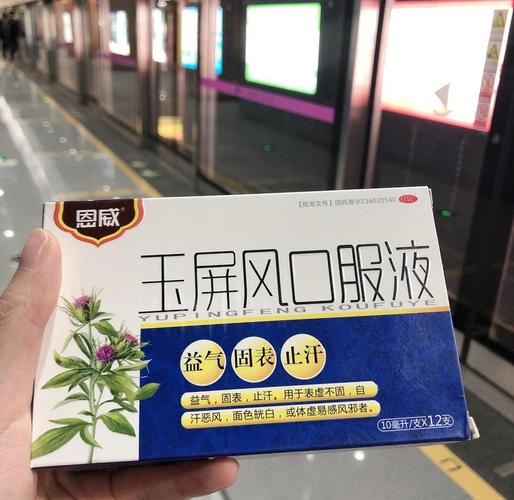 恩威®
【批准文号】国药准字Z36020540 OTC
玉屏风口服液
YUPINGFENG KOUFUYE
益气 固表 止汗
益气，固表，止汗。用于表虚不固，自
汗恶风，面色㿠白，或体虚易感风邪者。
10毫升/支X12支